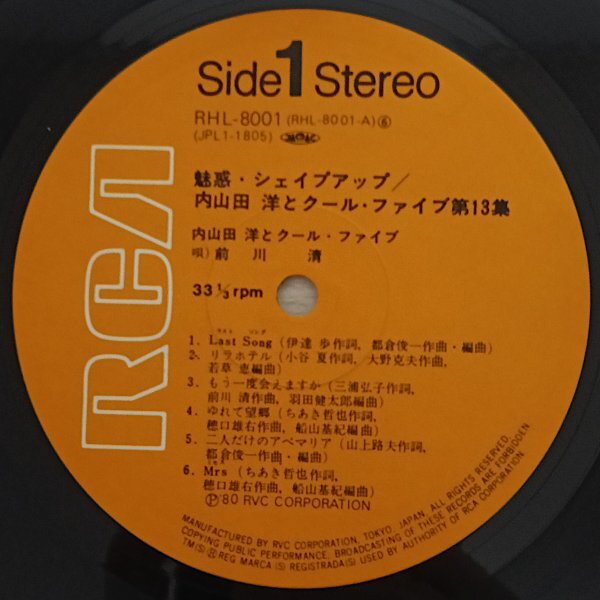 Side 1 Stereo
RHL-8001 (RHL-8001-A) ⑥
(JPL1-1805)
魅惑・シェイプアップ/
内山田 洋とクール・ファイブ第13集
内山田 洋とクール・ファイブ
唄) 前川 清
33 1/3 rpm
RCA
ラスト ソング
1. Last Song (伊達 歩作詞, 都倉俊一作曲・編曲)
2. リラホテル (小谷 夏作詞, 大野克夫作曲,
若草 恵編曲)
3. もう一度会えますか (三浦弘子作詞,
前川 清作曲, 羽田健太郎編曲)
4. ゆれて望郷 (ちあき哲也作詞,
穂口雄右作曲, 船山基紀編曲)
5. 二人だけのアベマリア (山上路夫作詞,
都倉俊一作曲・編曲)
6. Mrs (ちあき哲也作詞,
穂口雄右作曲, 船山基紀編曲)
Ⓟ'80 RVC CORPORATION
MANUFACTURED BY RVC CORPORATION, TOKYO, JAPAN, ALL RIGHTS RESERVED
COPYING PUBLIC PERFORMANCE, BROADCASTING OF THESE RECORDS ARE FORBIDDEN
TM(S) ® REG MARCA (S) REGISTRADA(S) USED BY AUTHORITY OF RCA CORPORATION